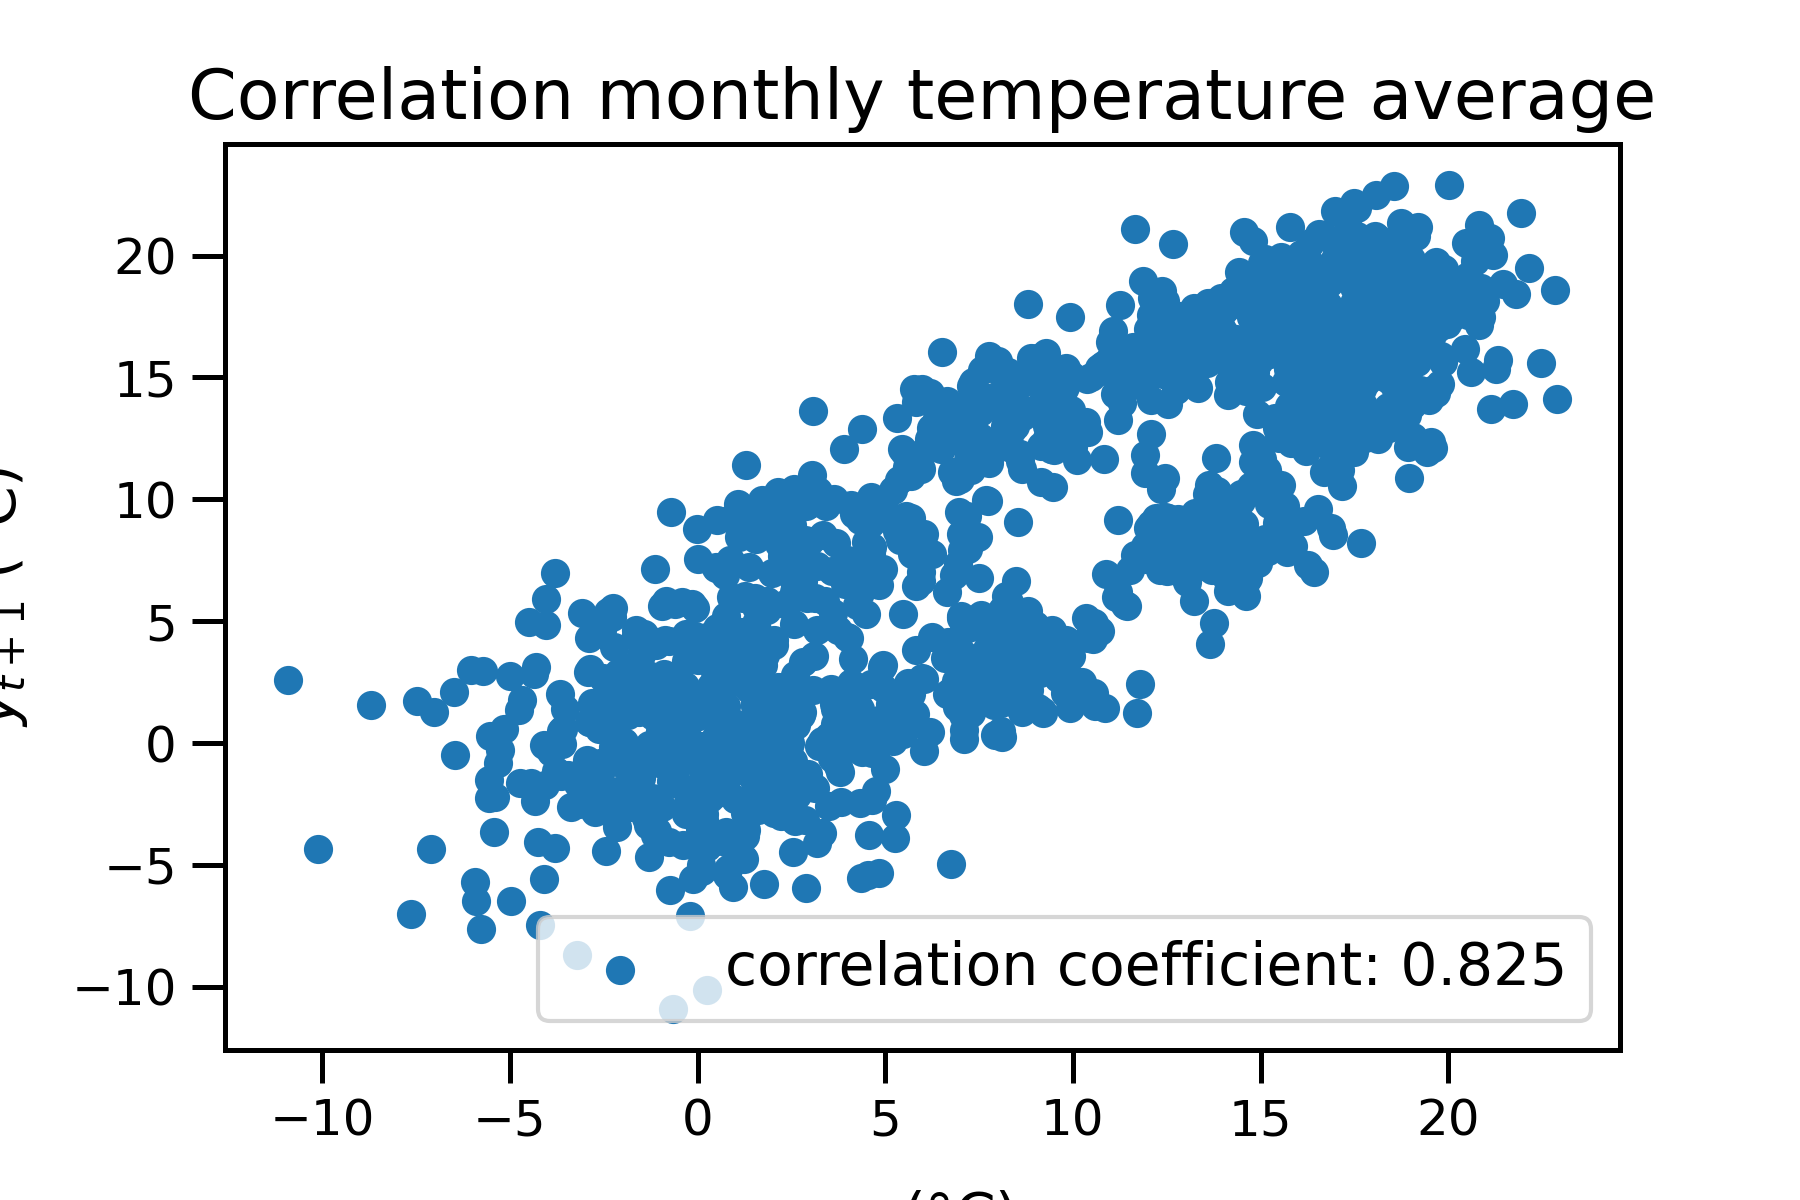 Correlation monthly temperature average
20
15
10
5
0
−5
−10
y t+1 (°C)
correlation coefficient: 0.825
−10 −5 0 5 10 15 20
(°C)